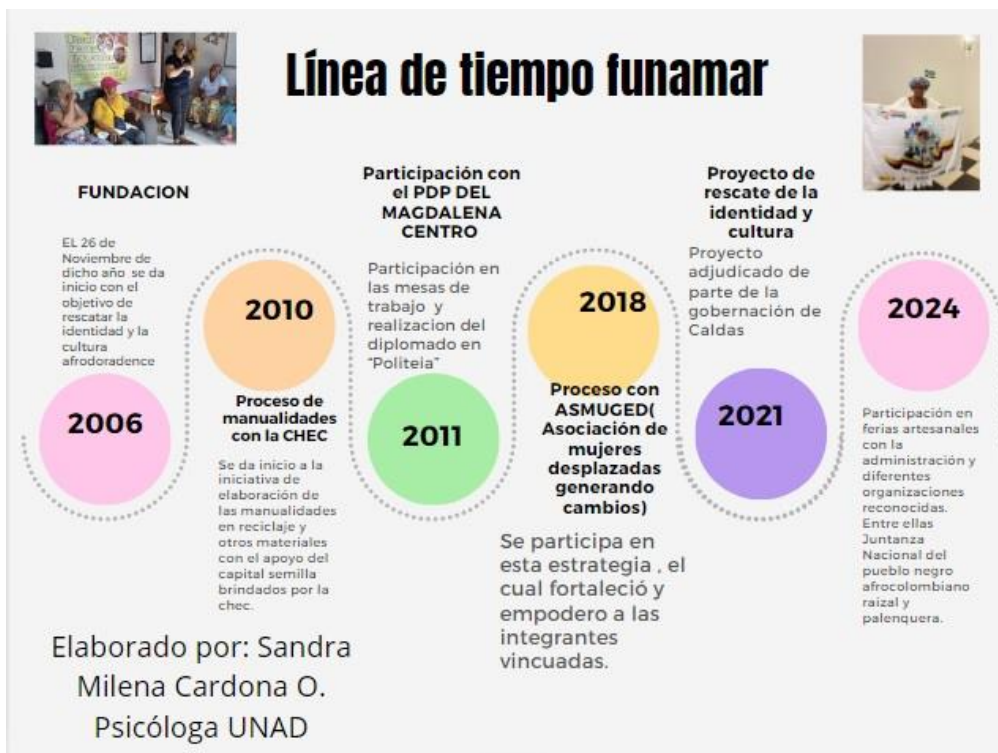 Línea de tiempo funamar
FUNDACION
EL 26 de
Noviembre de
dicho año se da
inicio con el
objetivo de
rescatar la
identidad y la
cultura
afrodoradence
2006
2010
Proceso de
manualidades
con la CHEC
Se da inicio a la
iniciativa de
elaboración de
las manualidades
en reciclaje y
otros materiales
con el apoyo del
capital semilla
brindados por la
chec.
Participación con
el PDP DEL
MAGDALENA
CENTRO
Participación en
las mesas de
trabajo y
realizacion del
diplomado en
"Politeia"
2011
2018
Proceso con
ASMUGED(
Asociación de
mujeres
desplazadas
generando
cambios)
Se participa en
esta estrategia , el
cual fortaleció y
empodero a las
integrantes
vincuadas.
Proyecto de
rescate de la
identidad y
cultura
Proyecto
adjudicado de
parte de la
gobernación de
Caldas
2021
2024
Participación en
ferias artesanales
con la
administración y
diferentes
organizaciones
reconocidas.
Entre ellas
Juntanza
Nacional del
pueblo negro
afrocolombiano
raizal y
palenquera.
Elaborado por: Sandra
Milena Cardona O.
Psicóloga UNAD